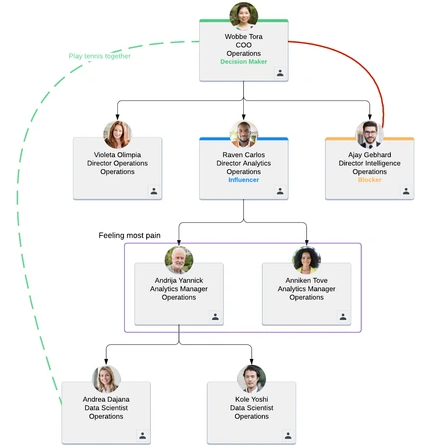 Wobbe Tora
COO
Operations
Decision Maker
Play tennis together
Violeta Olimpia
Director Operations
Operations
Raven Carlos
Director Analytics
Operations
Influencer
Ajay Gebhard
Director Intelligence
Operations
Blocker
Feeling most pain
Andrija Yannick
Analytics Manager
Operations
Anniken Tove
Analytics Manager
Operations
Andrea Dajana
Data Scientist
Operations
Kole Yoshi
Data Scientist
Operations